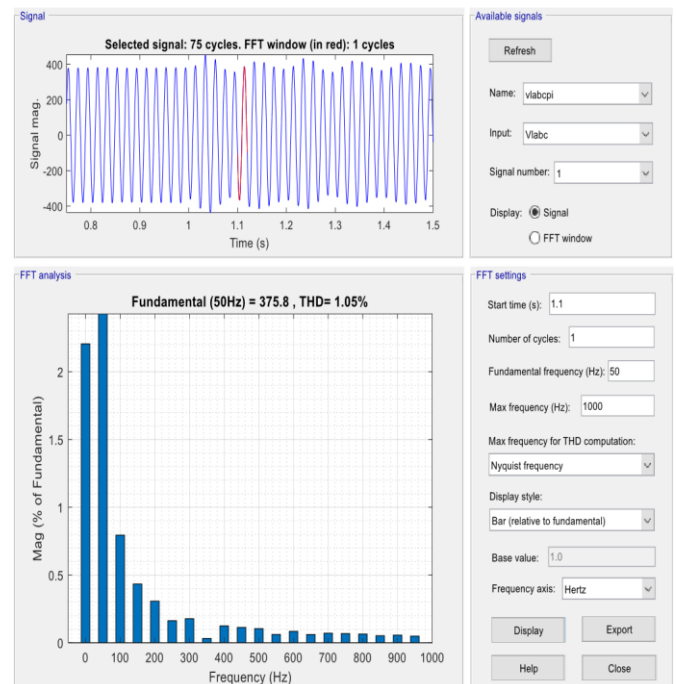 Signal
Selected signal: 75 cycles. FFT window (in red): 1 cycles
400
200
0
-200
-400
Signal mag.
0.8 0.9 1 1.1 1.2 1.3 1.4 1.5
Time (s)
Available signals
Refresh
Name: vlabcpi
Input: Vlabc
Signal number: 1
Display: Signal
FFT window
FFT analysis
Fundamental (50Hz) = 375.8 , THD= 1.05%
2
1.5
1
0.5
0
Mag (% of Fundamental)
0 100 200 300 400 500 600 700 800 900 1000
Frequency (Hz)
FFT settings
Start time (s): 1.1
Number of cycles: 1
Fundamental frequency (Hz): 50
Max frequency (Hz): 1000
Max frequency for THD computation:
Nyquist frequency
Display style:
Bar (relative to fundamental)
Base value: 1.0
Frequency axis: Hertz
Display Export
Help Close